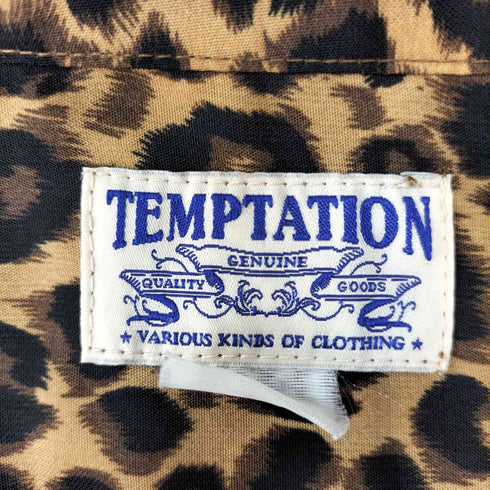 TEMPTATION
GENUINE
QUALITY GOODS
★ VARIOUS KINDS OF CLOTHING ★